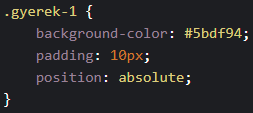 .gyerek-1 {
    background-color: #5bdf94;
    padding: 10px;
    position: absolute;
}